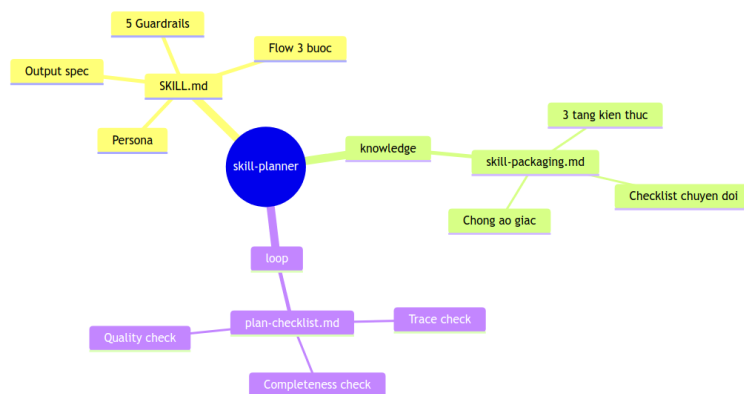 5 Guardrails
Flow 3 buoc
Output spec
SKILL.md
Persona
skill-planner
knowledge
3 tang kien thuc
skill-packaging.md
Checklist chuyen doi
Chong ao giac
loop
plan-checklist.md
Trace check
Quality check
Completeness check